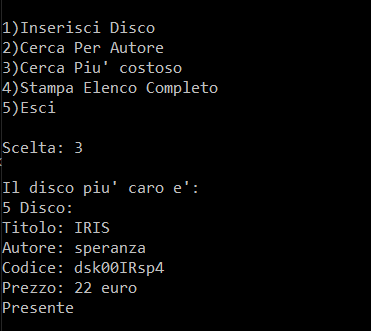 1)Inserisci Disco
2)Cerca Per Autore
3)Cerca Piu' costoso
4)Stampa Elenco Completo
5)Esci
Scelta: 3
Il disco piu' caro e':
5 Disco:
Titolo: IRIS
Autore: speranza
Codice: dsk00IRsp4
Prezzo: 22 euro
Presente